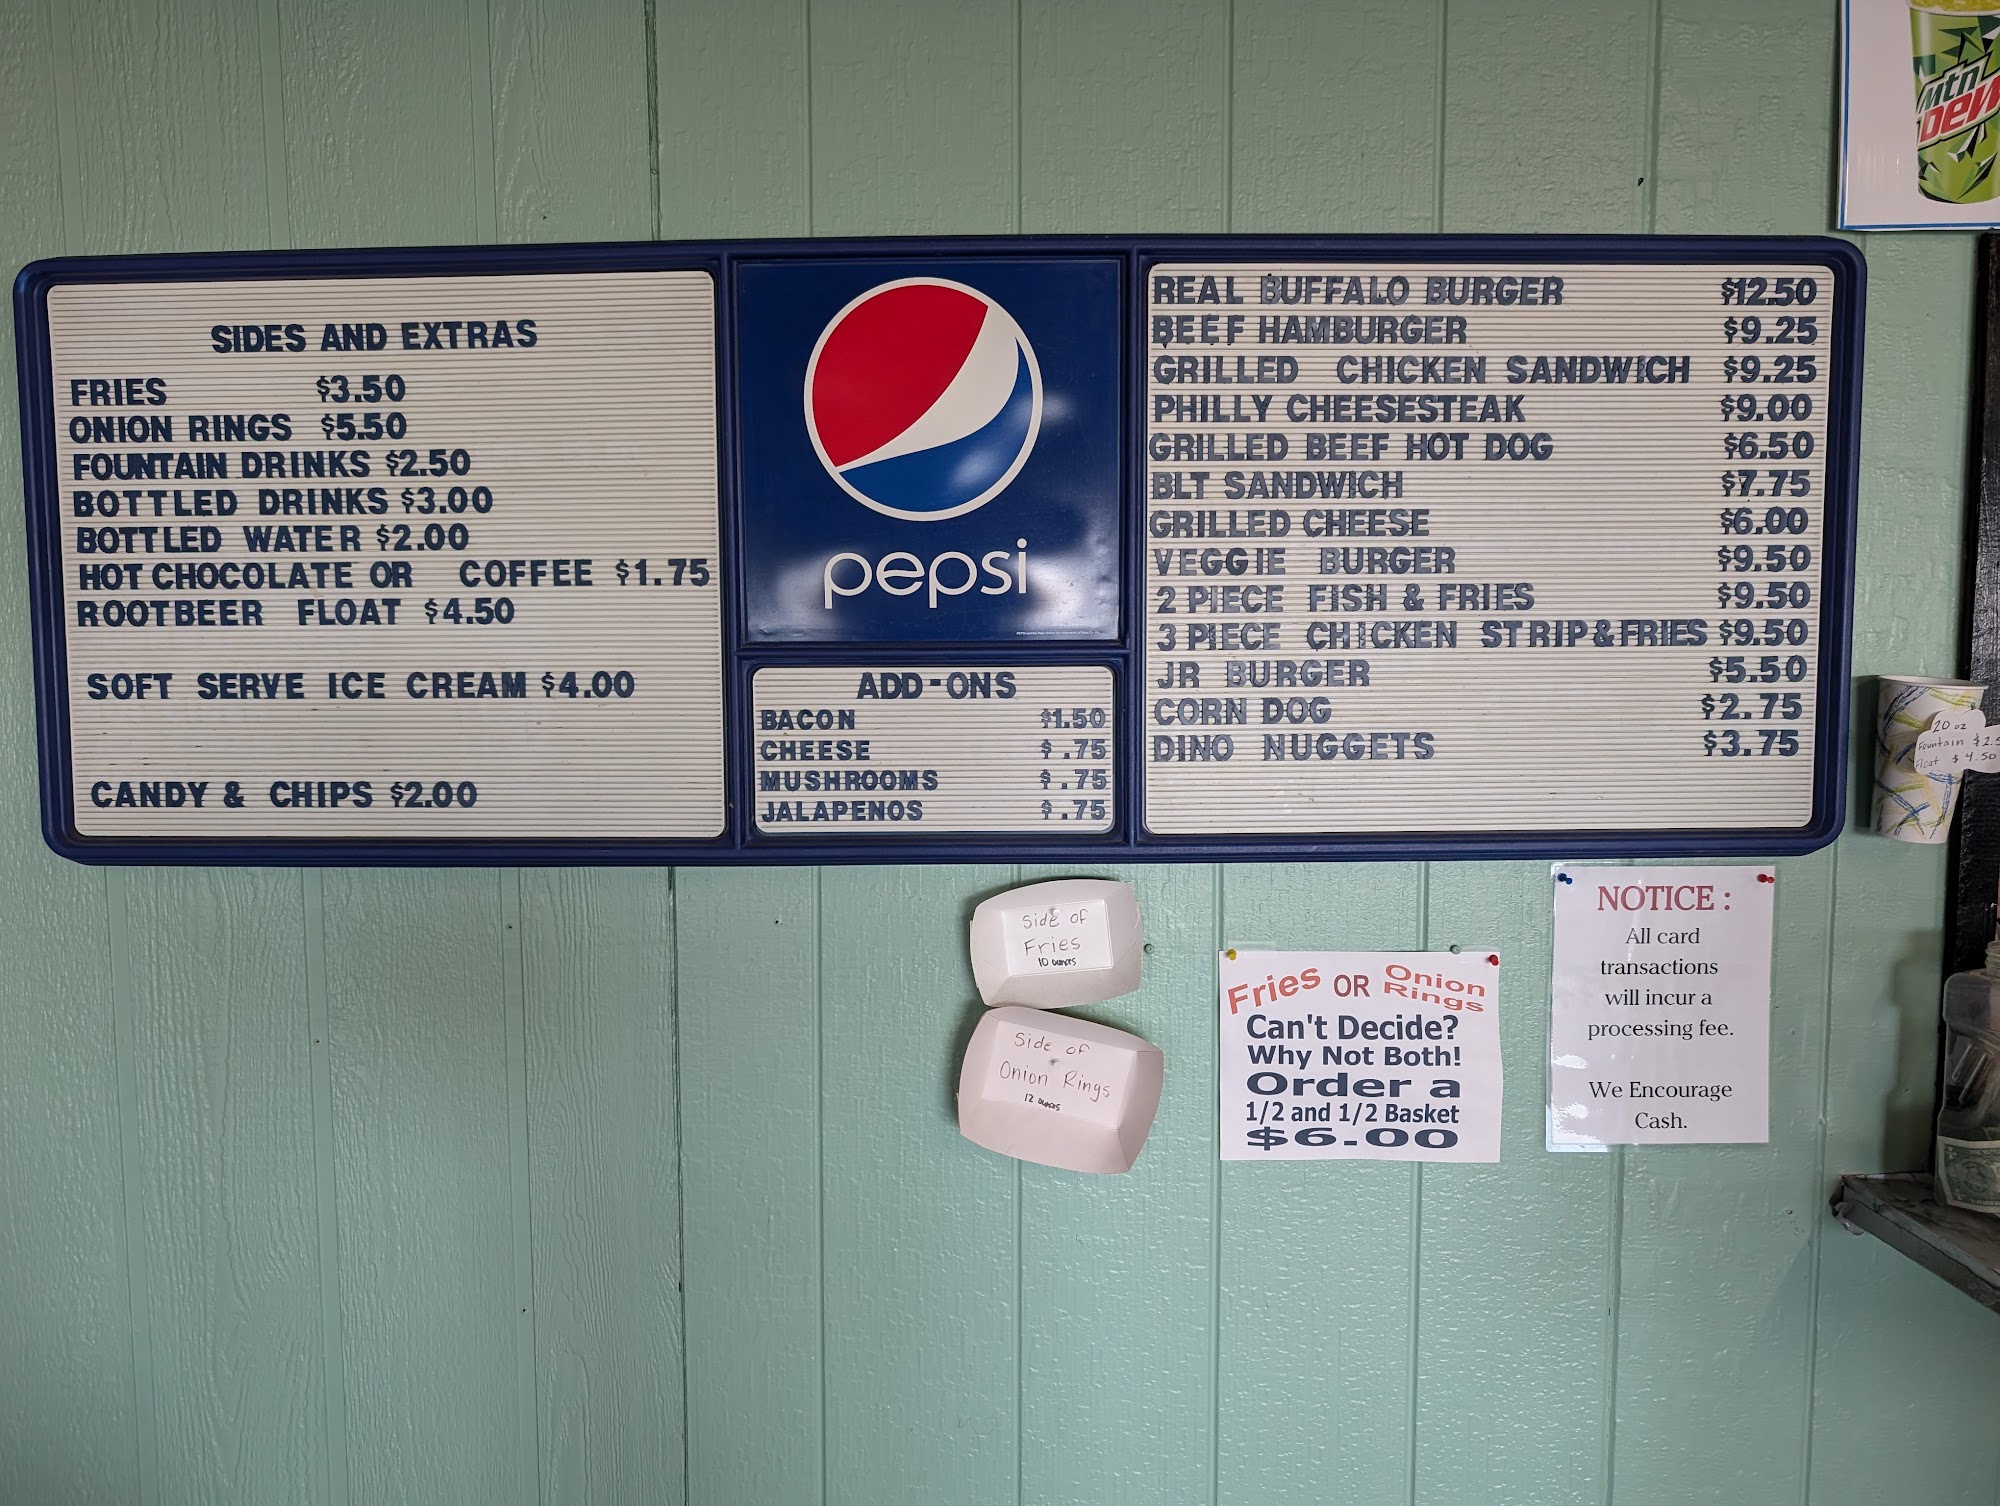 SIDES AND EXTRAS
FRIES $3.50
ONION RINGS $5.50
FOUNTAIN DRINKS $2.50
BOTTLED DRINKS $3.00
BOTTLED WATER $2.00
HOT CHOCOLATE OR COFFEE $1.75
ROOTBEER FLOAT $4.50
SOFT SERVE ICE CREAM $4.00
CANDY & CHIPS $2.00
pepsi
ADD-ONS
BACON $1.50
CHEESE $.75
MUSHROOMS $.75
JALAPENOS $.75
REAL BUFFALO BURGER $12.50
BEEF HAMBURGER $9.25
GRILLED CHICKEN SANDWICH $9.25
PHILLY CHEESESTEAK $9.00
GRILLED BEEF HOT DOG $6.50
BLT SANDWICH $7.75
GRILLED CHEESE $6.00
VEGGIE BURGER $9.50
2 PIECE FISH & FRIES $9.50
3 PIECE CHICKEN STRIP & FRIES $9.50
JR BURGER $5.50
CORN DOG $2.75
DINO NUGGETS $3.75
mtn
DEW
20 oz
Fountain $2.5
Float $4.50
Side of
Fries
10 ounces
Side of
Onion Rings
12 ounces
Fries OR Onion Rings
Can't Decide?
Why Not Both!
Order a
1/2 and 1/2 Basket
$6.00
NOTICE :
All card
transactions
will incur a
processing fee.
We Encourage
Cash.